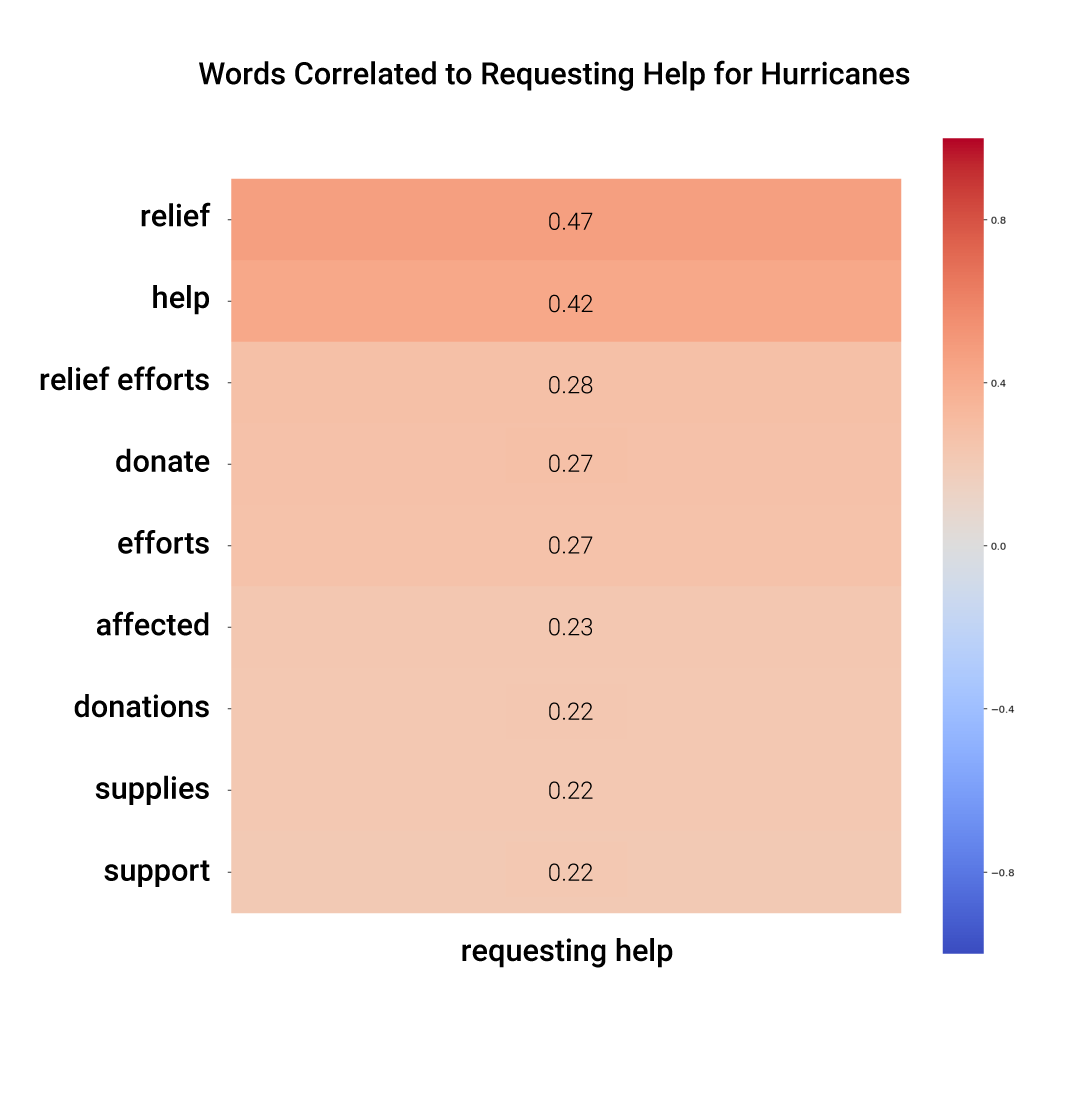 Words Correlated to Requesting Help for Hurricanes
relief 0.47
help 0.42
relief efforts 0.28
donate 0.27
efforts 0.27
affected 0.23
donations 0.22
supplies 0.22
support 0.22
requesting help
0.8
0.4
0.0
−0.4
−0.8